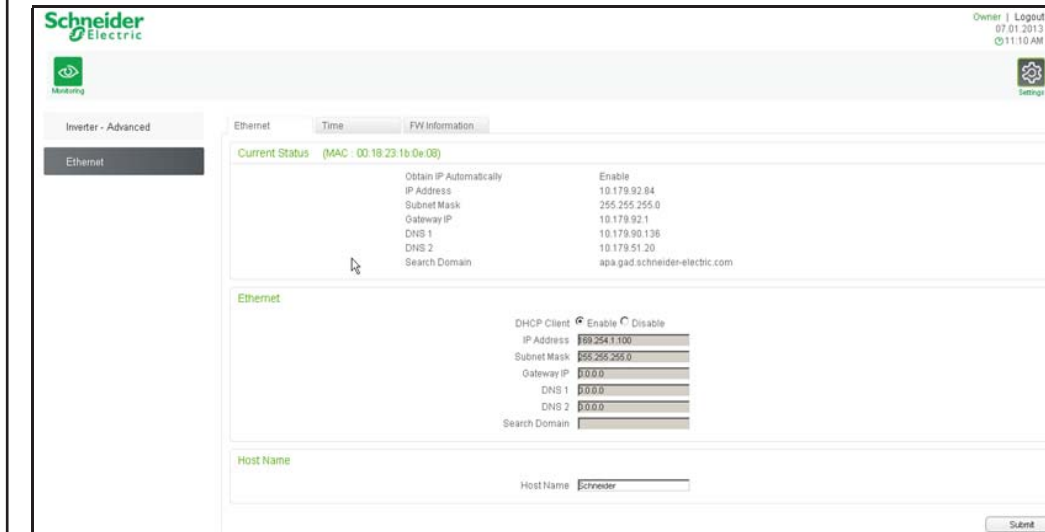 Schneider
Electric
Owner | Logout
07.01.2013
11:10 AM
Monitoring
Settings
Inverter - Advanced
Ethernet
Ethernet Time FW Information
Current Status (MAC : 00:18:23:1b:0e:08)
Obtain IP Automatically Enable
IP Address 10.179.92.84
Subnet Mask 255.255.255.0
Gateway IP 10.179.92.1
DNS 1 10.179.90.136
DNS 2 10.179.51.20
Search Domain apa.gad.schneider-electric.com
Ethernet
DHCP Client Enable Disable
IP Address 169.254.1.100
Subnet Mask 255.255.255.0
Gateway IP 0.0.0.0
DNS 1 0.0.0.0
DNS 2 0.0.0.0
Search Domain
Host Name
Host Name Schneider
Submit